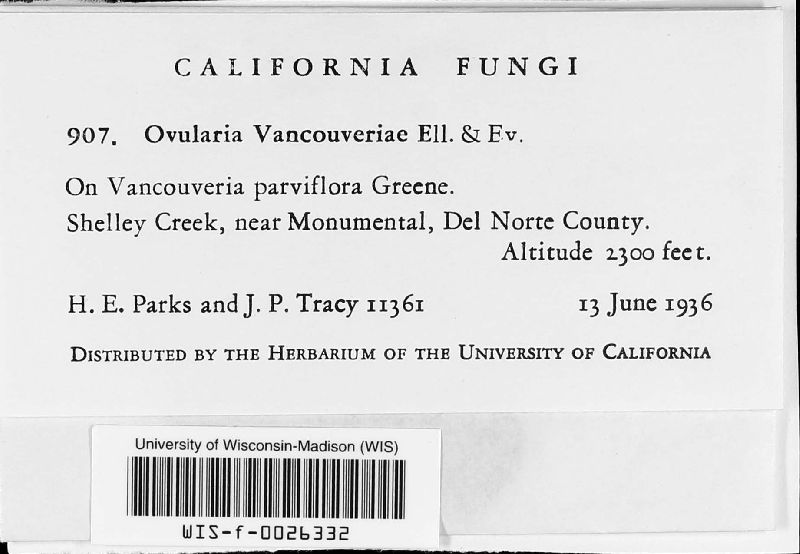 CALIFORNIA FUNGI
907. Ovularia Vancouveriae Ell. & Ev.
On Vancouveria parviflora Greene.
Shelley Creek, near Monumental, Del Norte County.
Altitude 2300 feet.
H. E. Parks and J. P. Tracy 11361 13 June 1936
DISTRIBUTED BY THE HERBARIUM OF THE UNIVERSITY OF CALIFORNIA
University of Wisconsin-Madison (WIS)
WIS-f-0026332